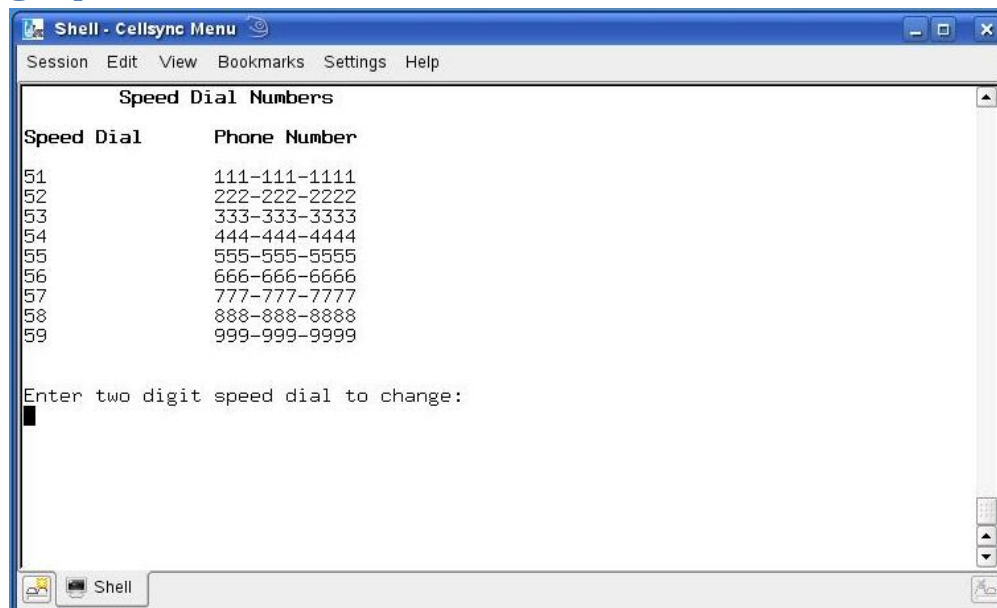 Shell - Cellsync Menu
Session Edit View Bookmarks Settings Help
Speed Dial Numbers
Speed Dial Phone Number
51 111-111-1111
52 222-222-2222
53 333-333-3333
54 444-444-4444
55 555-555-5555
56 666-666-6666
57 777-777-7777
58 888-888-8888
59 999-999-9999
Enter two digit speed dial to change:
Shell